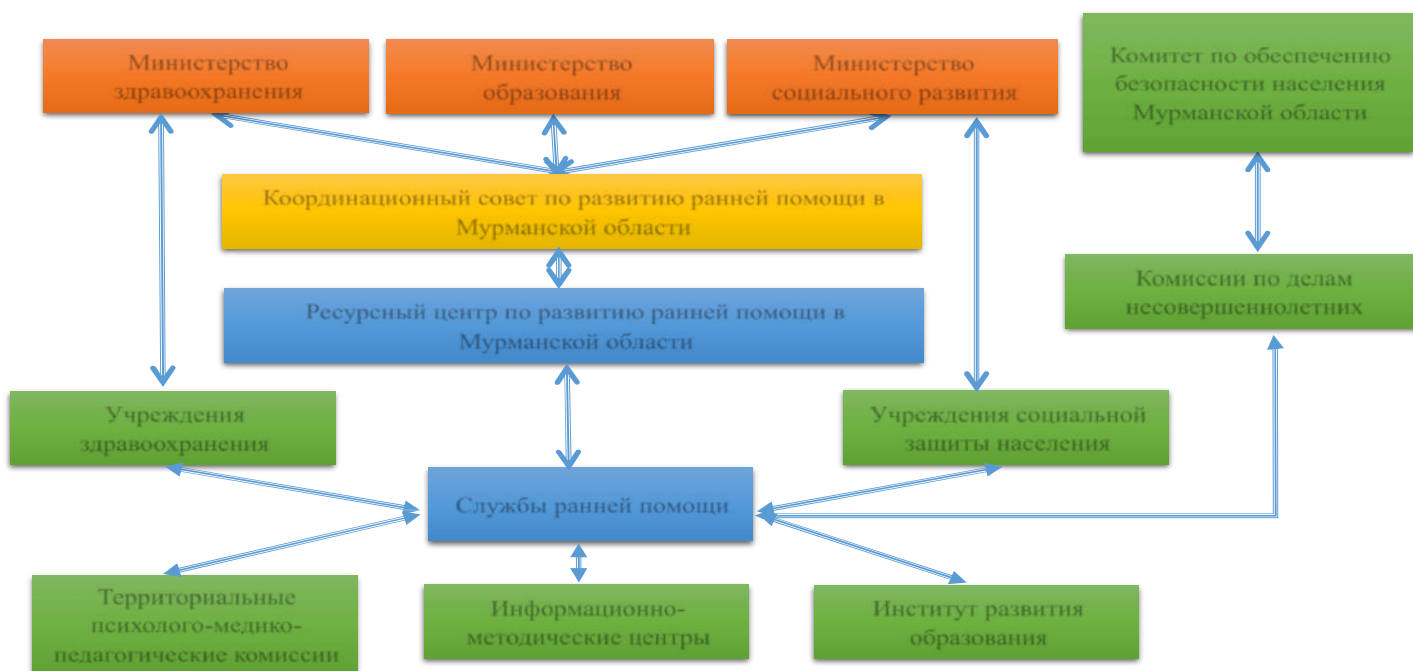 Министерство
здравоохранения
Министерство
образования
Министерство
социального развития
Комитет по обеспечению
безопасности населения
Мурманской области
Координационный совет по развитию ранней помощи в
Мурманской области
Комиссии по делам
несовершеннолетних
Ресурсный центр по развитию ранней помощи в
Мурманской области
Учреждения
здравоохранения
Учреждения социальной
защиты населения
Службы ранней помощи
Территориальные
психолого-медико-
педагогические комиссии
Информационно-
методические центры
Институт развития
образования